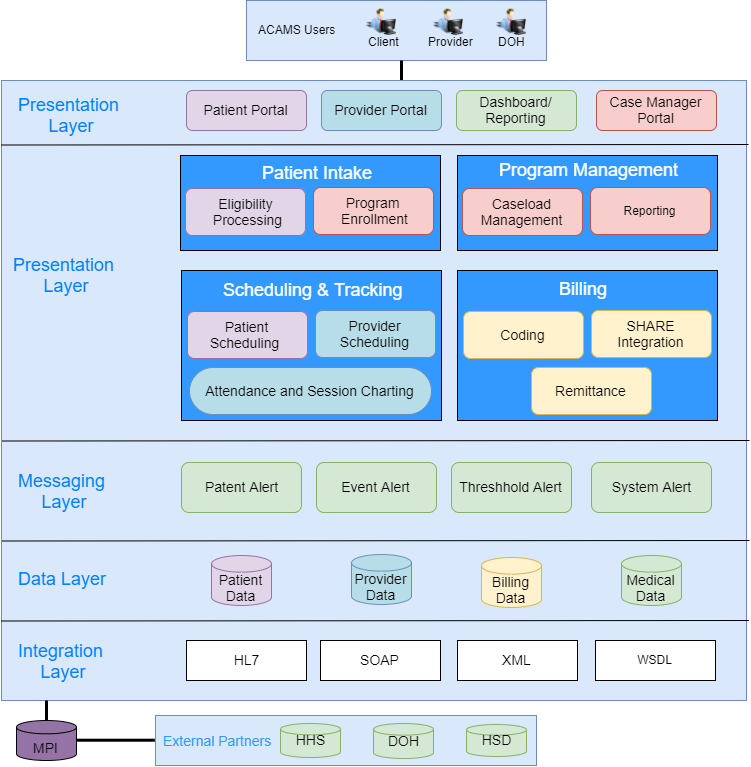 ACAMS Users
Client
Provider
DOH
Presentation
Layer
Patient Portal
Provider Portal
Dashboard/
Reporting
Case Manager
Portal
Presentation
Layer
Patient Intake
Eligibility
Processing
Program
Enrollment
Program Management
Caseload
Management
Reporting
Scheduling & Tracking
Patient
Scheduling
Provider
Scheduling
Attendance and Session Charting
Billing
Coding
SHARE
Integration
Remittance
Messaging
Layer
Patent Alert
Event Alert
Threshhold Alert
System Alert
Data Layer
Patient
Data
Provider
Data
Billing
Data
Medical
Data
Integration
Layer
HL7
SOAP
XML
WSDL
MPI
External Partners
HHS
DOH
HSD